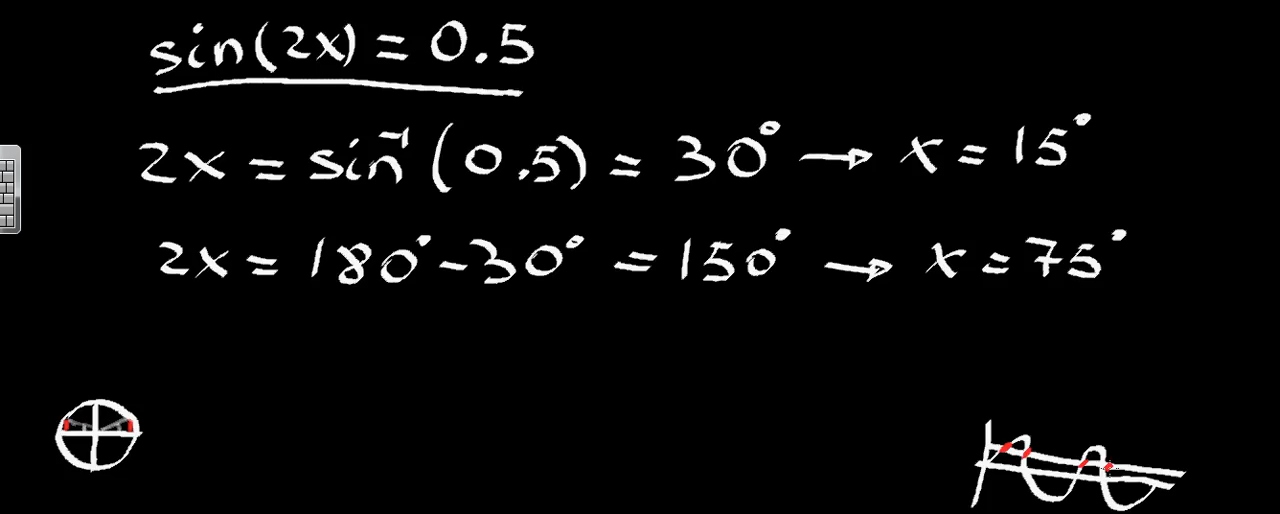 sin(2x) = 0.5
2x = sin⁻¹(0.5) = 30° → x = 15°
2x = 180° - 30° = 150° → x = 75°